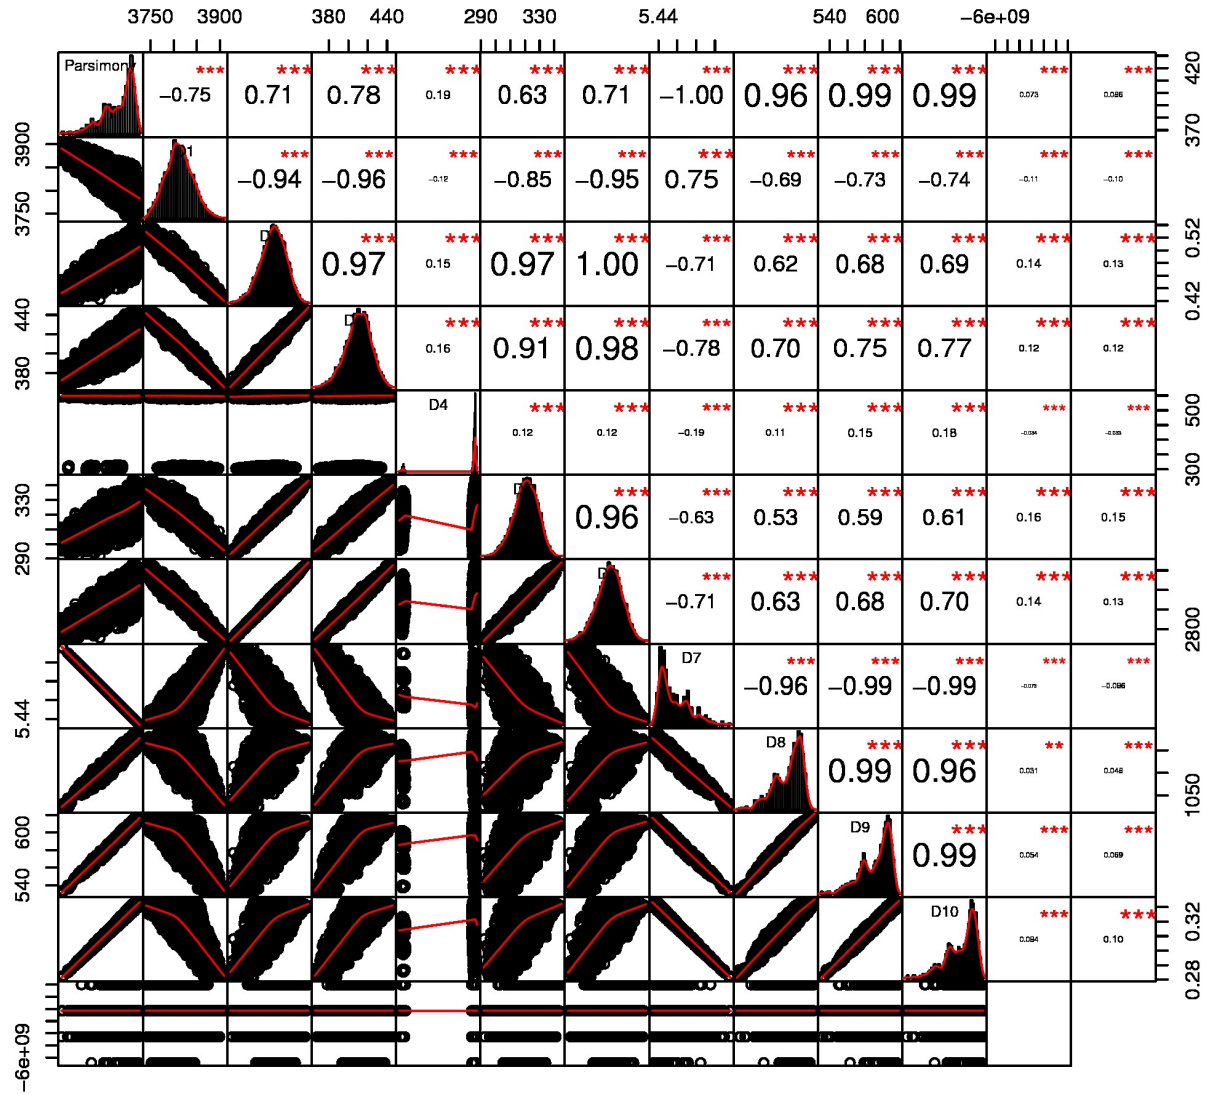 3750 3900 380 440 290 330 5.44 540 600 −6e+09
Parsimony *** *** *** *** *** *** *** *** *** *** *** ***
−0.75 0.71 0.78 0.19 0.63 0.71 −1.00 0.96 0.99 0.99 0.073 0.086
370 420
3750 3900
*** *** *** *** *** *** *** *** *** *** ***
−0.94 −0.96 −0.12 −0.85 −0.95 0.75 −0.69 −0.73 −0.74 −0.11 −0.10
D *** *** *** *** *** *** *** *** *** ***
0.97 0.15 0.97 1.00 −0.71 0.62 0.68 0.69 0.14 0.13
0.42 0.52
380 440
D *** *** *** *** *** *** *** *** ***
0.16 0.91 0.98 −0.78 0.70 0.75 0.77 0.12 0.12
D4 *** *** *** *** *** *** *** ***
0.12 0.12 −0.19 0.11 0.15 0.18
300 500
290 330
D *** *** *** *** *** *** ***
0.96 −0.63 0.53 0.59 0.61 0.16 0.15
D *** *** *** *** *** ***
−0.71 0.63 0.68 0.70 0.14 0.13
2800
5.44
D7 *** *** *** *** ***
−0.96 −0.99 −0.99 −0.086
D8 *** *** ** ***
0.99 0.96 0.031 0.048
1050
540 600
D9 *** *** ***
0.99 0.054 0.069
D10 *** ***
0.084 0.10
0.28 0.32
−6e+09